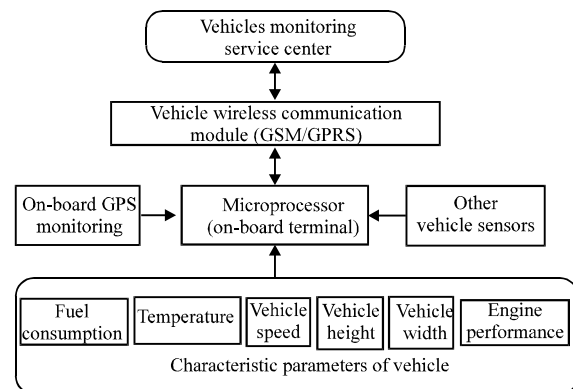 Vehicles monitoring
service center
Vehicle wireless communication
module (GSM/GPRS)
On-board GPS
monitoring
Microprocessor
(on-board terminal)
Other
vehicle sensors
Fuel
consumption
Temperature
Vehicle
speed
Vehicle
height
Vehicle
width
Engine
performance
Characteristic parameters of vehicle